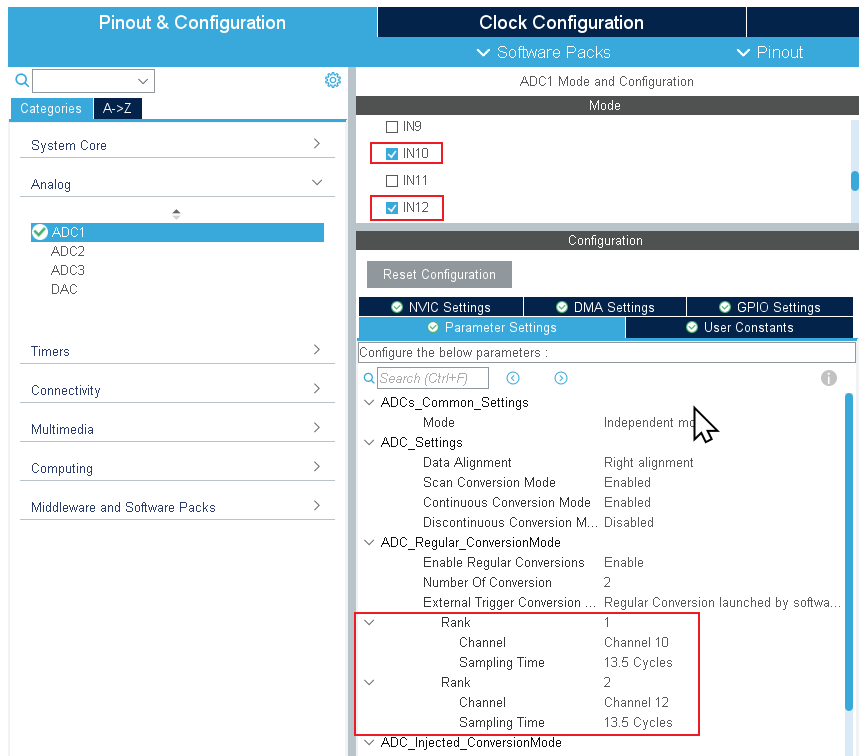 Pinout & Configuration
Clock Configuration
Software Packs
Pinout
Categories
A->Z
System Core
Analog
ADC1
ADC2
ADC3
DAC
Timers
Connectivity
Multimedia
Computing
Middleware and Software Packs
ADC1 Mode and Configuration
Mode
IN9
IN10
IN11
IN12
Configuration
Reset Configuration
NVIC Settings
DMA Settings
GPIO Settings
Parameter Settings
User Constants
Configure the below parameters :
Search (Ctrl+F)
ADCs_Common_Settings
Mode Independent
ADC_Settings
Data Alignment Right alignment
Scan Conversion Mode Enabled
Continuous Conversion Mode Enabled
Discontinuous Conversion M... Disabled
ADC_Regular_ConversionMode
Enable Regular Conversions Enable
Number Of Conversion 2
External Trigger Conversion ... Regular Conversion launched by softwa...
Rank 1
Channel Channel 10
Sampling Time 13.5 Cycles
Rank 2
Channel Channel 12
Sampling Time 13.5 Cycles
ADC_Injected_ConversionMode